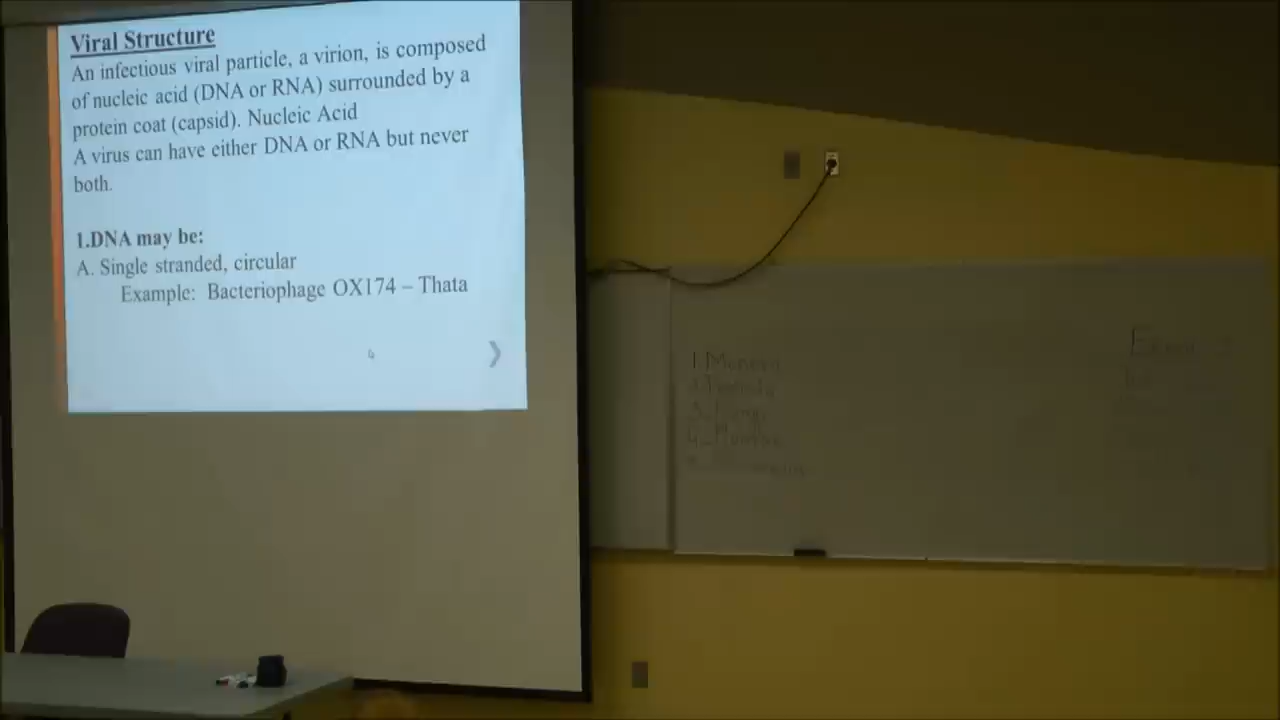 Viral Structure
An infectious viral particle, a virion, is composed
of nucleic acid (DNA or RNA) surrounded by a
protein coat (capsid). Nucleic Acid
A virus can have either DNA or RNA but never
both.
1.DNA may be:
A. Single stranded, circular
Example: Bacteriophage OX174 – Thata
1. Monera